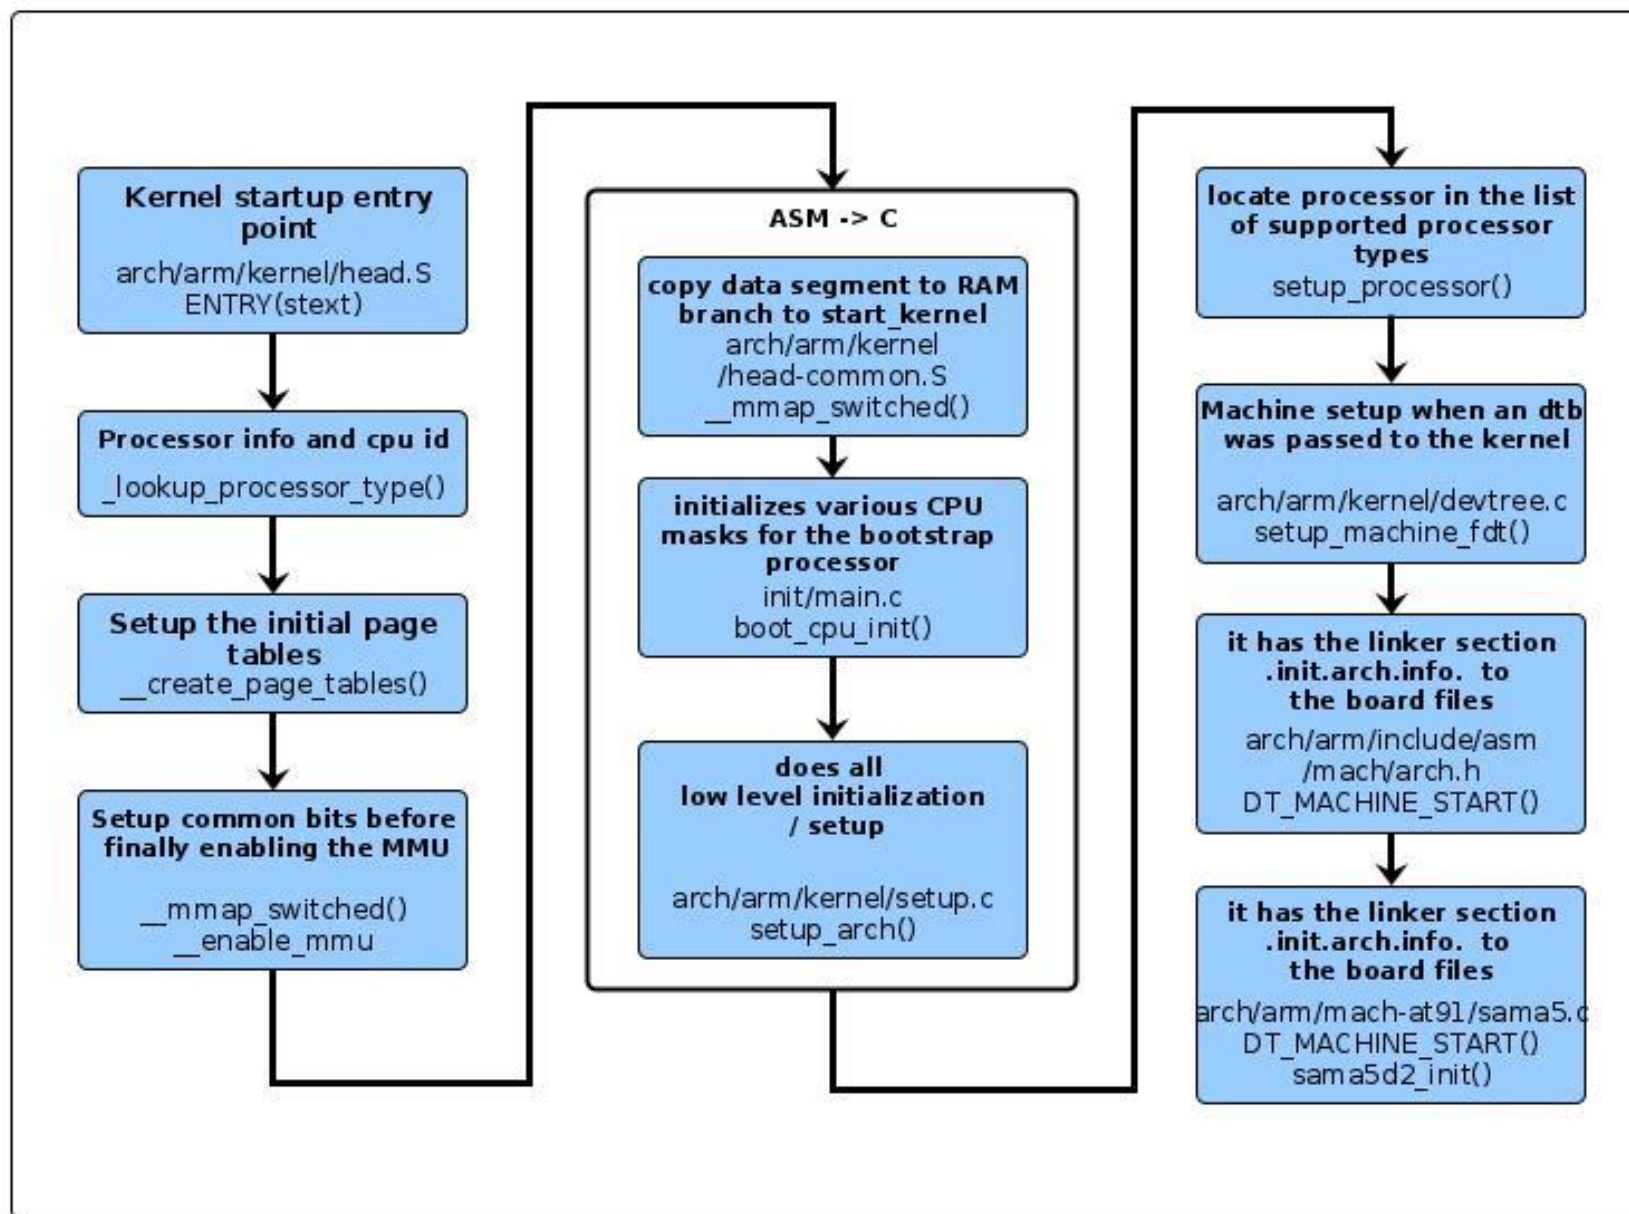 Kernel startup entry
point
arch/arm/kernel/head.S
ENTRY(stext)
Processor info and cpu id
_lookup_processor_type()
Setup the initial page
tables
__create_page_tables()
Setup common bits before
finally enabling the MMU
__mmap_switched()
__enable_mmu
ASM -> C
copy data segment to RAM
branch to start_kernel
arch/arm/kernel
/head-common.S
__mmap_switched()
initializes various CPU
masks for the bootstrap
processor
init/main.c
boot_cpu_init()
does all
low level initialization
/ setup
arch/arm/kernel/setup.c
setup_arch()
locate processor in the list
of supported processor
types
setup_processor()
Machine setup when an dtb
was passed to the kernel
arch/arm/kernel/devtree.c
setup_machine_fdt()
it has the linker section
.init.arch.info.  to
the board files
arch/arm/include/asm
/mach/arch.h
DT_MACHINE_START()
it has the linker section
.init.arch.info.  to
the board files
arch/arm/mach-at91/sama5.c
DT_MACHINE_START()
sama5d2_init()